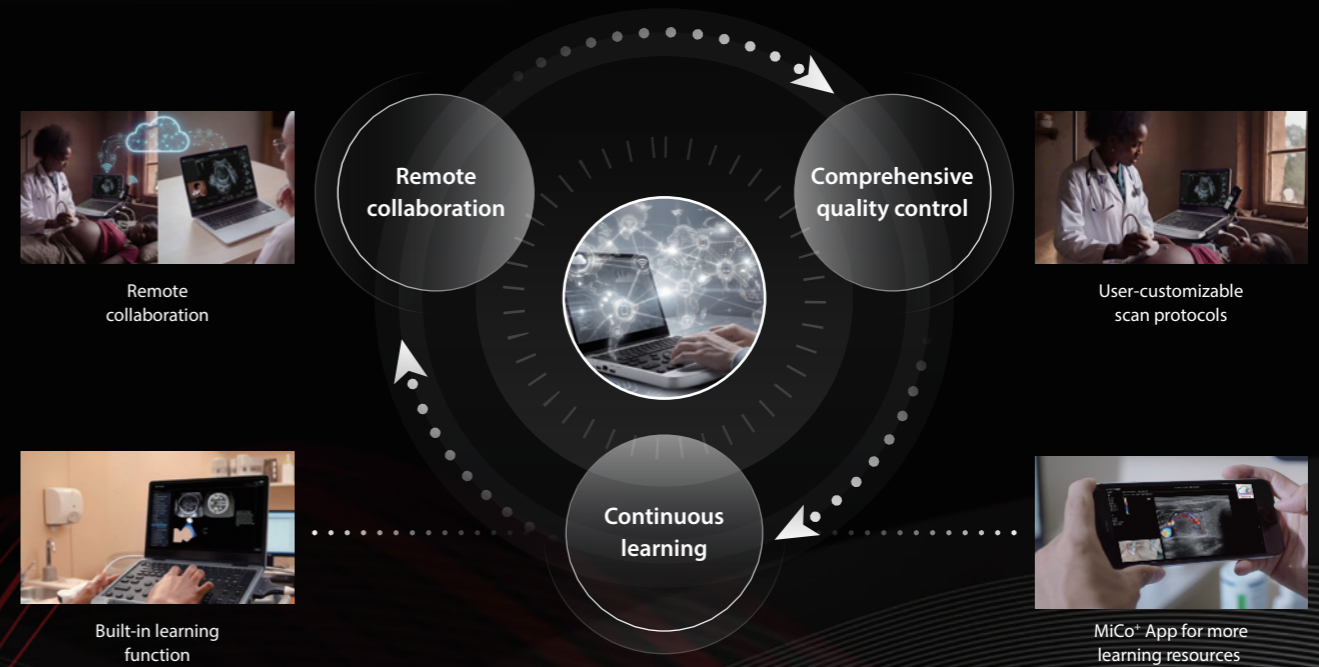 Remote
collaboration
Comprehensive
quality control
Remote
collaboration
User-customizable
scan protocols
Continuous
learning
Built-in learning
function
MiCo⁺ App for more
learning resources